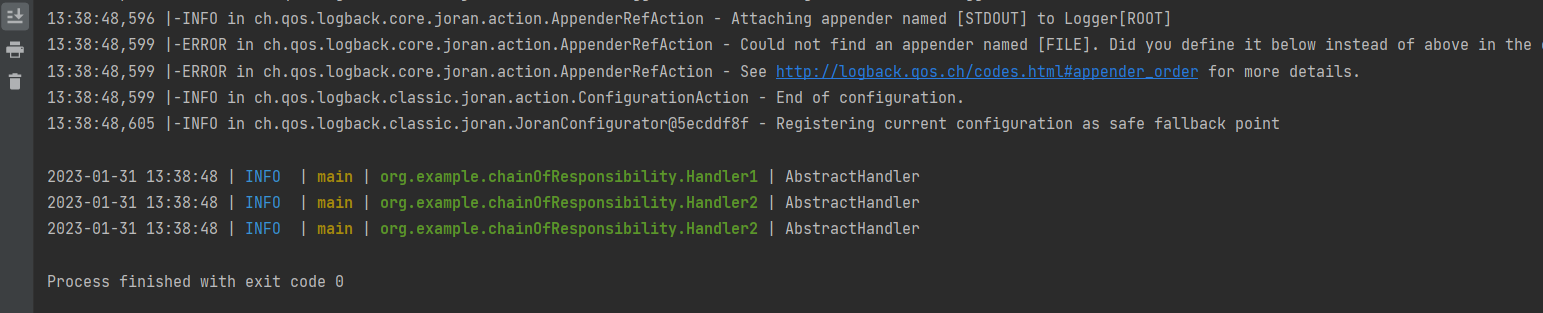 13:38:48,596 |-INFO in ch.qos.logback.core.joran.action.AppenderRefAction - Attaching appender named [STDOUT] to Logger[ROOT]
13:38:48,599 |-ERROR in ch.qos.logback.core.joran.action.AppenderRefAction - Could not find an appender named [FILE]. Did you define it below instead of above in the
13:38:48,599 |-ERROR in ch.qos.logback.core.joran.action.AppenderRefAction - See http://logback.qos.ch/codes.html#appender_order for more details.
13:38:48,599 |-INFO in ch.qos.logback.classic.joran.action.ConfigurationAction - End of configuration.
13:38:48,605 |-INFO in ch.qos.logback.classic.joran.JoranConfigurator@5ecddf8f - Registering current configuration as safe fallback point
2023-01-31 13:38:48 | INFO  | main | org.example.chainOfResponsibility.Handler1 | AbstractHandler
2023-01-31 13:38:48 | INFO  | main | org.example.chainOfResponsibility.Handler2 | AbstractHandler
2023-01-31 13:38:48 | INFO  | main | org.example.chainOfResponsibility.Handler2 | AbstractHandler
Process finished with exit code 0